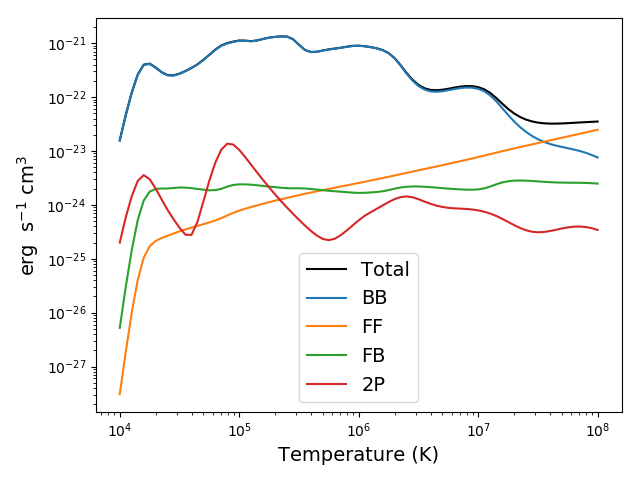 10⁻²¹
10⁻²²
10⁻²³
10⁻²⁴
10⁻²⁵
10⁻²⁶
10⁻²⁷
erg s⁻¹ cm³
Total
BB
FF
FB
2P
10⁴ 10⁵ 10⁶ 10⁷ 10⁸
Temperature (K)